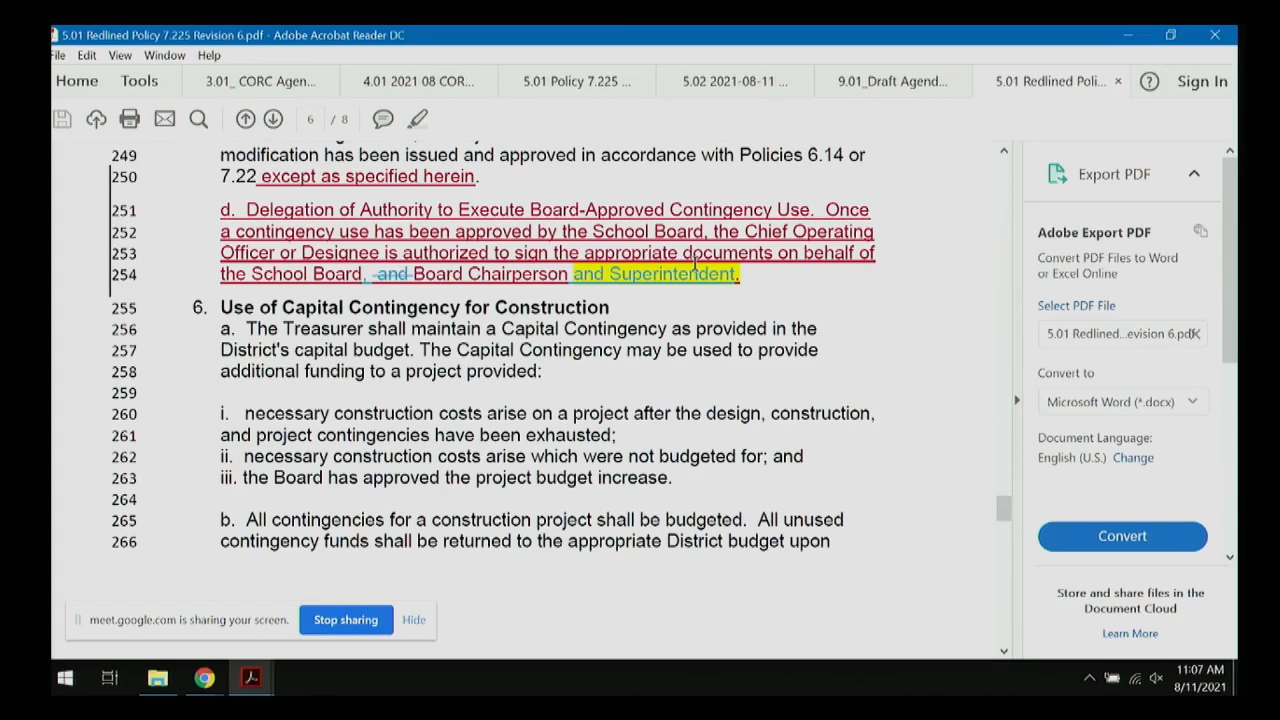 5.01 Redlined Policy 7.225 Revision 6.pdf - Adobe Acrobat Reader DC
File Edit View Window Help
Home Tools 3.01_ CORC Agen... 4.01 2021 08 COR... 5.01 Policy 7.225 ... 5.02 2021-08-11 ... 9.01_Draft Agend... 5.01 Redlined Poli... × Sign In
6 / 8
249 modification has been issued and approved in accordance with Policies 6.14 or
250 7.22 except as specified herein.
251 d. Delegation of Authority to Execute Board-Approved Contingency Use. Once
252 a contingency use has been approved by the School Board, the Chief Operating
253 Officer or Designee is authorized to sign the appropriate documents on behalf of
254 the School Board, and Board Chairperson and Superintendent.
255 6. Use of Capital Contingency for Construction
256 a. The Treasurer shall maintain a Capital Contingency as provided in the
257 District's capital budget. The Capital Contingency may be used to provide
258 additional funding to a project provided:
259
260 i. necessary construction costs arise on a project after the design, construction,
261 and project contingencies have been exhausted;
262 ii. necessary construction costs arise which were not budgeted for; and
263 iii. the Board has approved the project budget increase.
264
265 b. All contingencies for a construction project shall be budgeted. All unused
266 contingency funds shall be returned to the appropriate District budget upon
Export PDF
Adobe Export PDF
Convert PDF Files to Word
or Excel Online
Select PDF File
5.01 Redlined...evision 6.pdf
Convert to
Microsoft Word (*.docx)
Document Language:
English (U.S.) Change
Convert
Store and share files in the
Document Cloud
Learn More
meet.google.com is sharing your screen. Stop sharing Hide
11:07 AM
8/11/2021